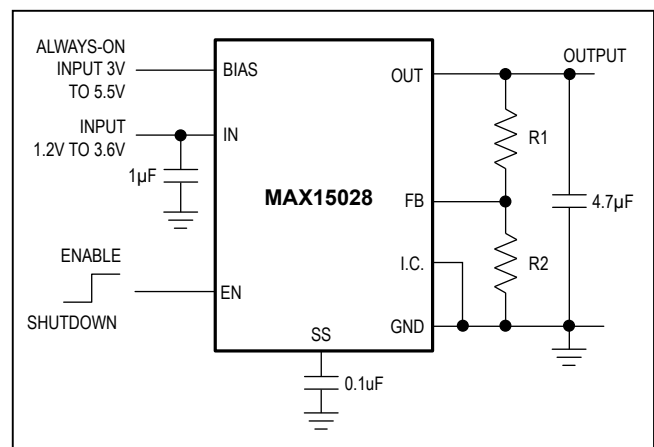 ALWAYS-ON
INPUT 3V
TO 5.5V
BIAS
OUT
OUTPUT
INPUT
1.2V TO 3.6V
IN
1µF
R1
MAX15028
FB
4.7µF
ENABLE
SHUTDOWN
EN
I.C.
R2
GND
SS
0.1uF